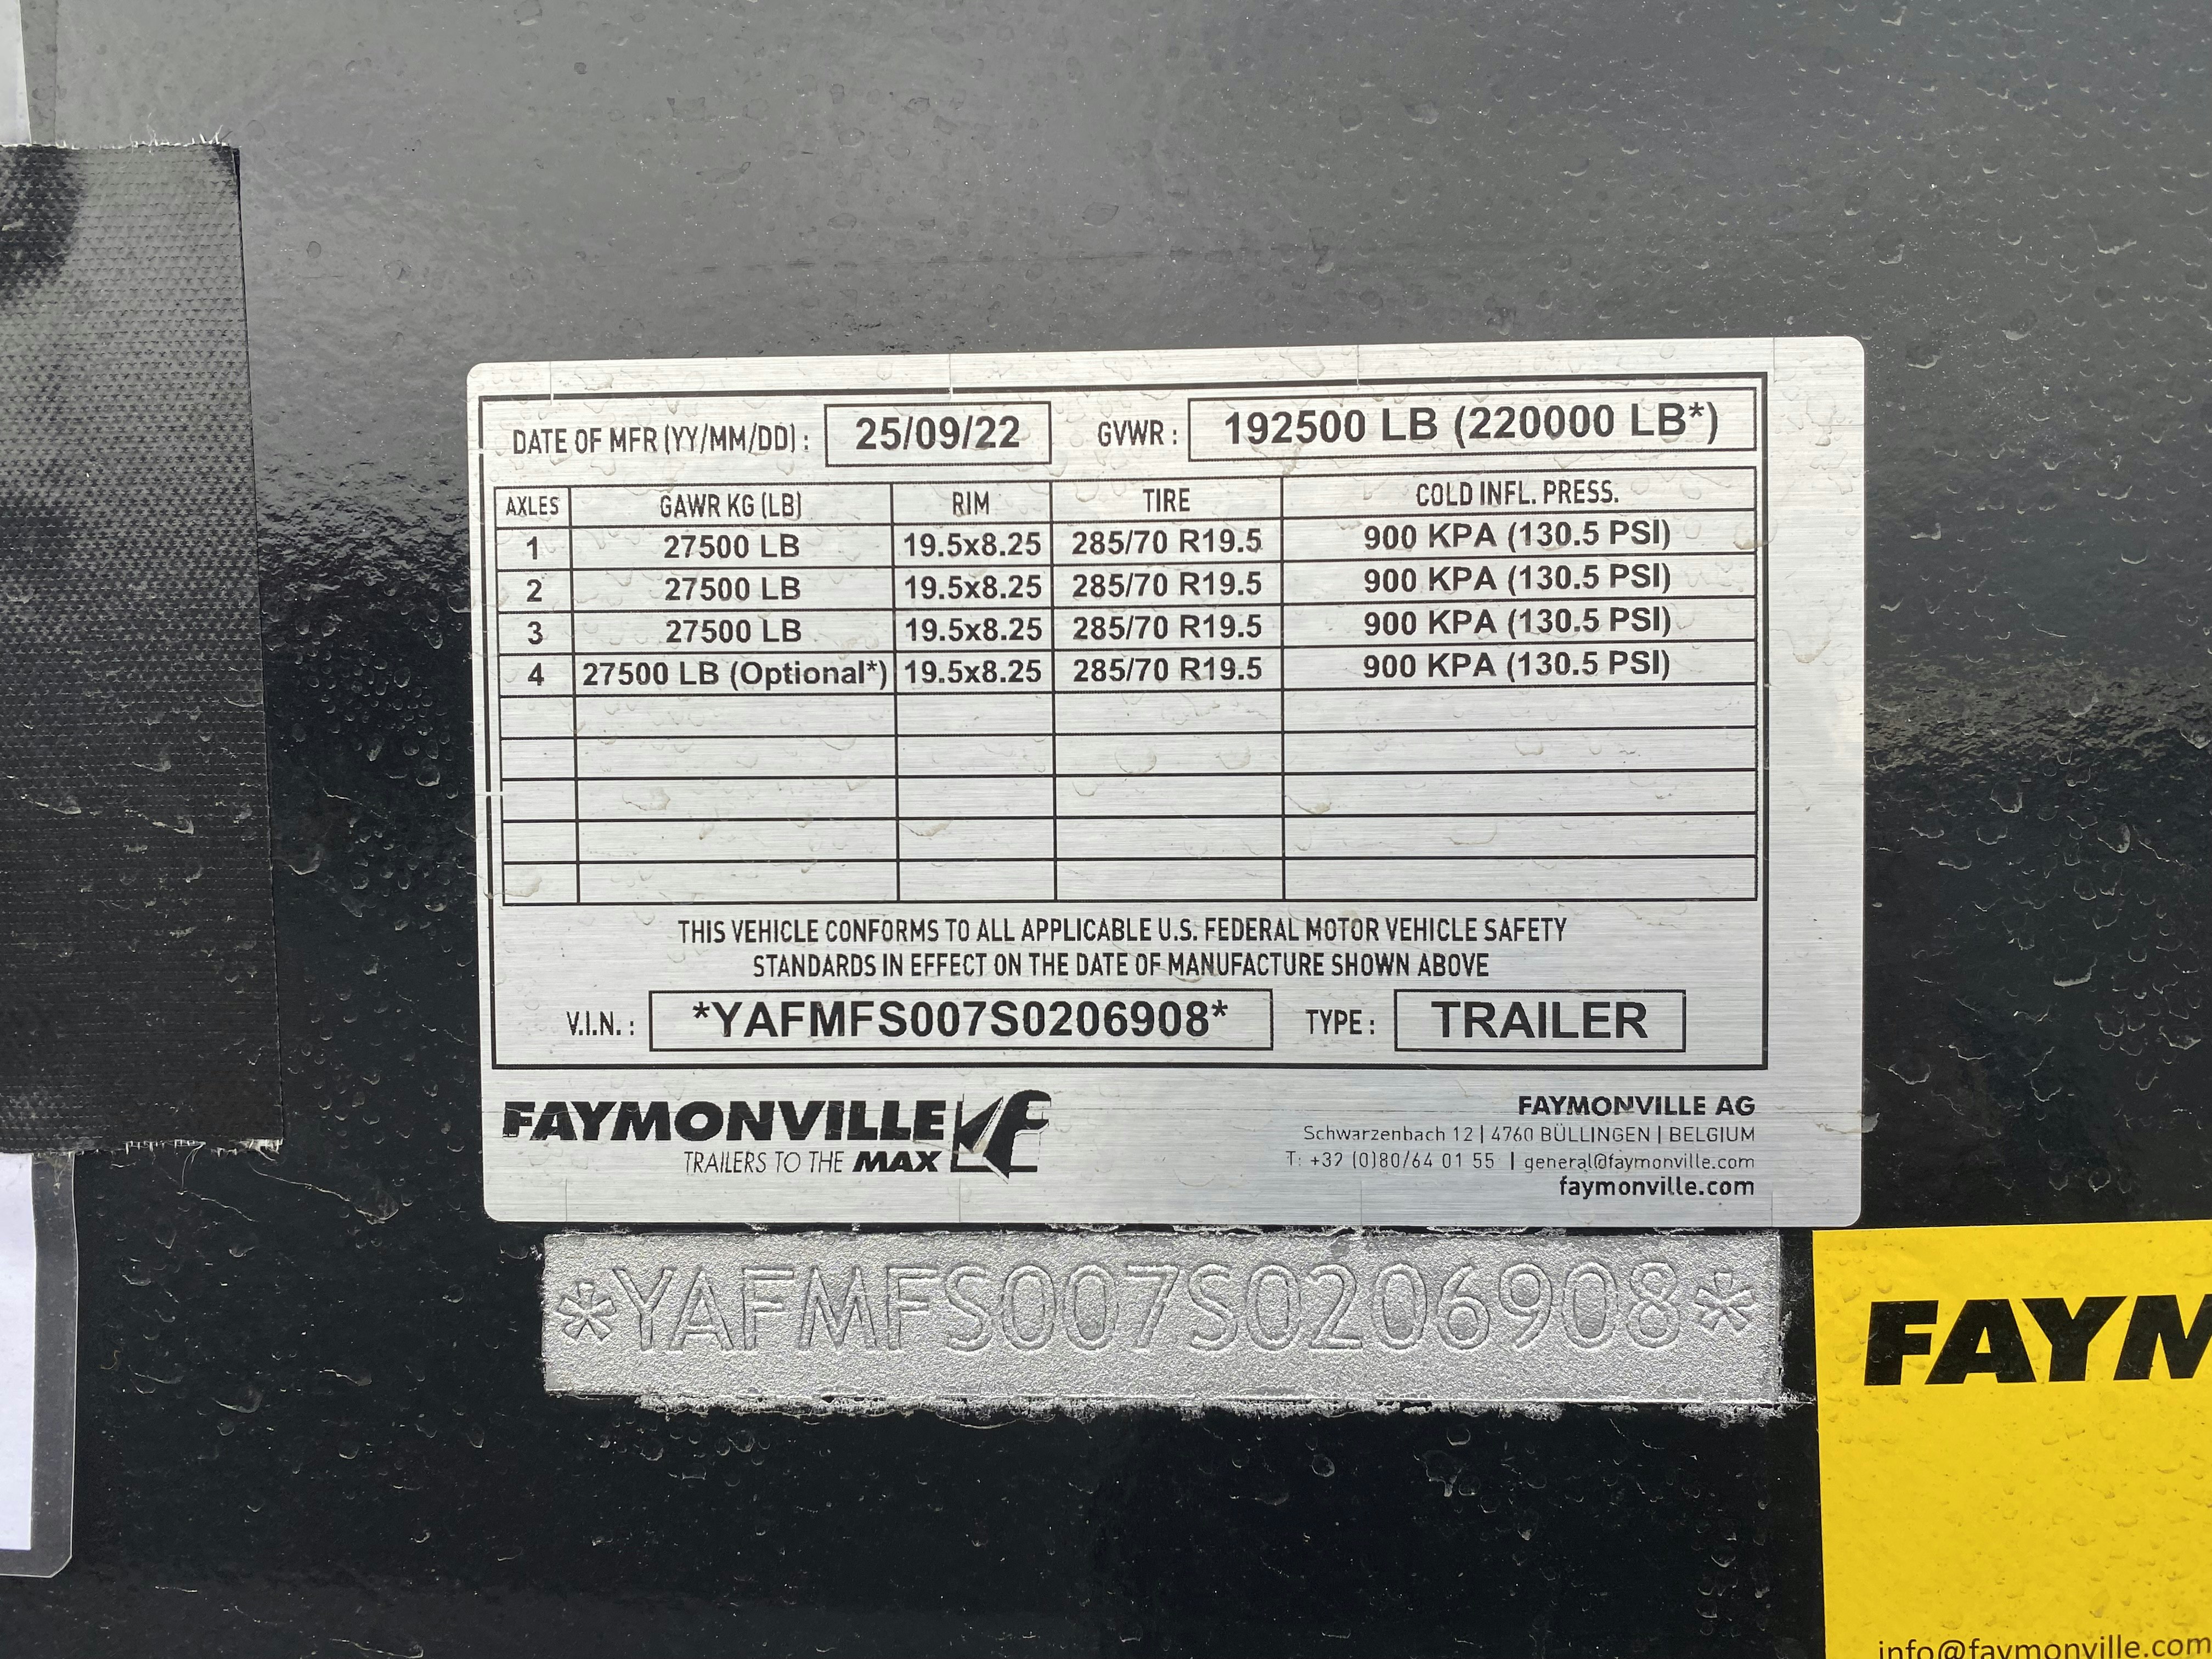 DATE OF MFR (YY/MM/DD) : 25/09/22 GVWR : 192500 LB (220000 LB*)
AXLES GAWR KG (LB) RIM TIRE COLD INFL. PRESS.
1 27500 LB 19.5x8.25 285/70 R19.5 900 KPA (130.5 PSI)
2 27500 LB 19.5x8.25 285/70 R19.5 900 KPA (130.5 PSI)
3 27500 LB 19.5x8.25 285/70 R19.5 900 KPA (130.5 PSI)
4 27500 LB (Optional*) 19.5x8.25 285/70 R19.5 900 KPA (130.5 PSI)
THIS VEHICLE CONFORMS TO ALL APPLICABLE U.S. FEDERAL MOTOR VEHICLE SAFETY
STANDARDS IN EFFECT ON THE DATE OF MANUFACTURE SHOWN ABOVE
V.I.N. : *YAFMFS007S0206908* TYPE : TRAILER
FAYMONVILLE
TRAILERS TO THE MAX
FAYMONVILLE AG
Schwarzenbach 12 | 4760 BÜLLINGEN | BELGIUM
T: +32 (0)80/64 01 55 | general@faymonville.com
faymonville.com
*YAFMFS007S0206908*
FAYM
info@faymonville.com